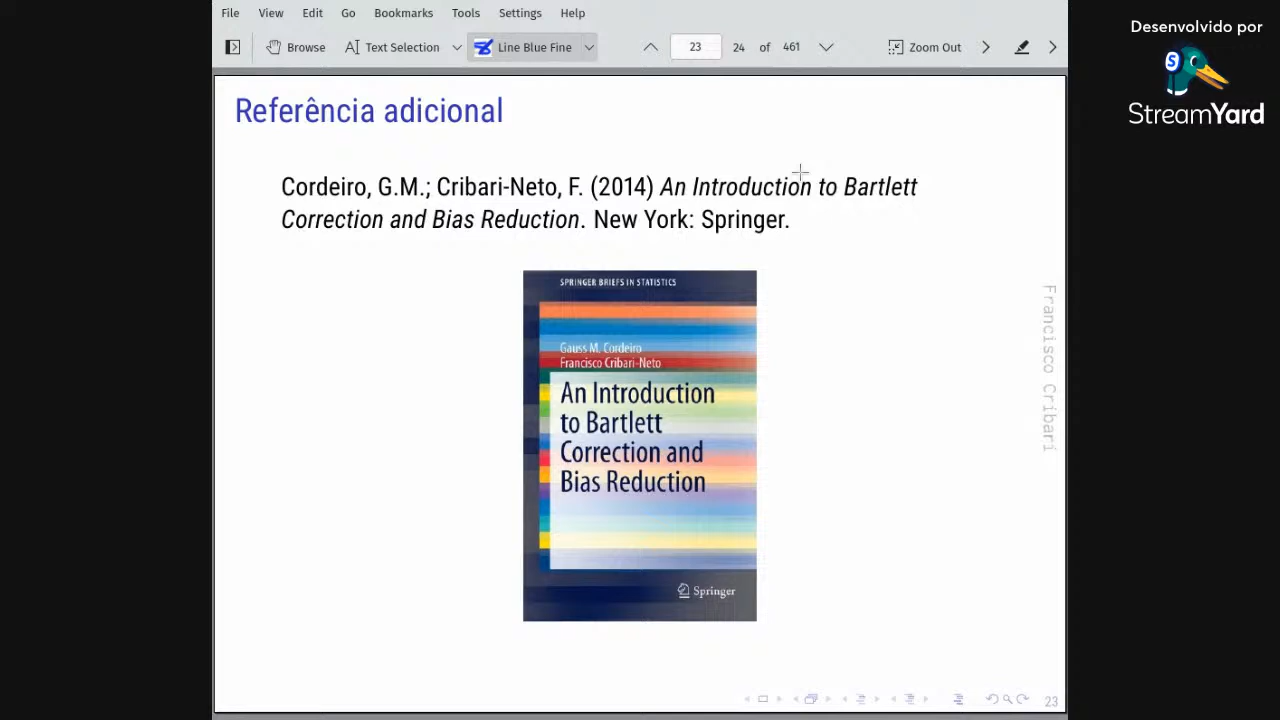 File View Edit Go Bookmarks Tools Settings Help
Desenvolvido por
Browse Text Selection Line Blue Fine 23 24 of 461 Zoom Out
StreamYard
Referência adicional
Cordeiro, G.M.; Cribari-Neto, F. (2014) An Introduction to Bartlett
Correction and Bias Reduction. New York: Springer.
SPRINGER BRIEFS IN STATISTICS
Gauss M. Cordeiro
Francisco Cribari-Neto
An Introduction
to Bartlett
Correction and
Bias Reduction
Springer
Francisco Cribari
23